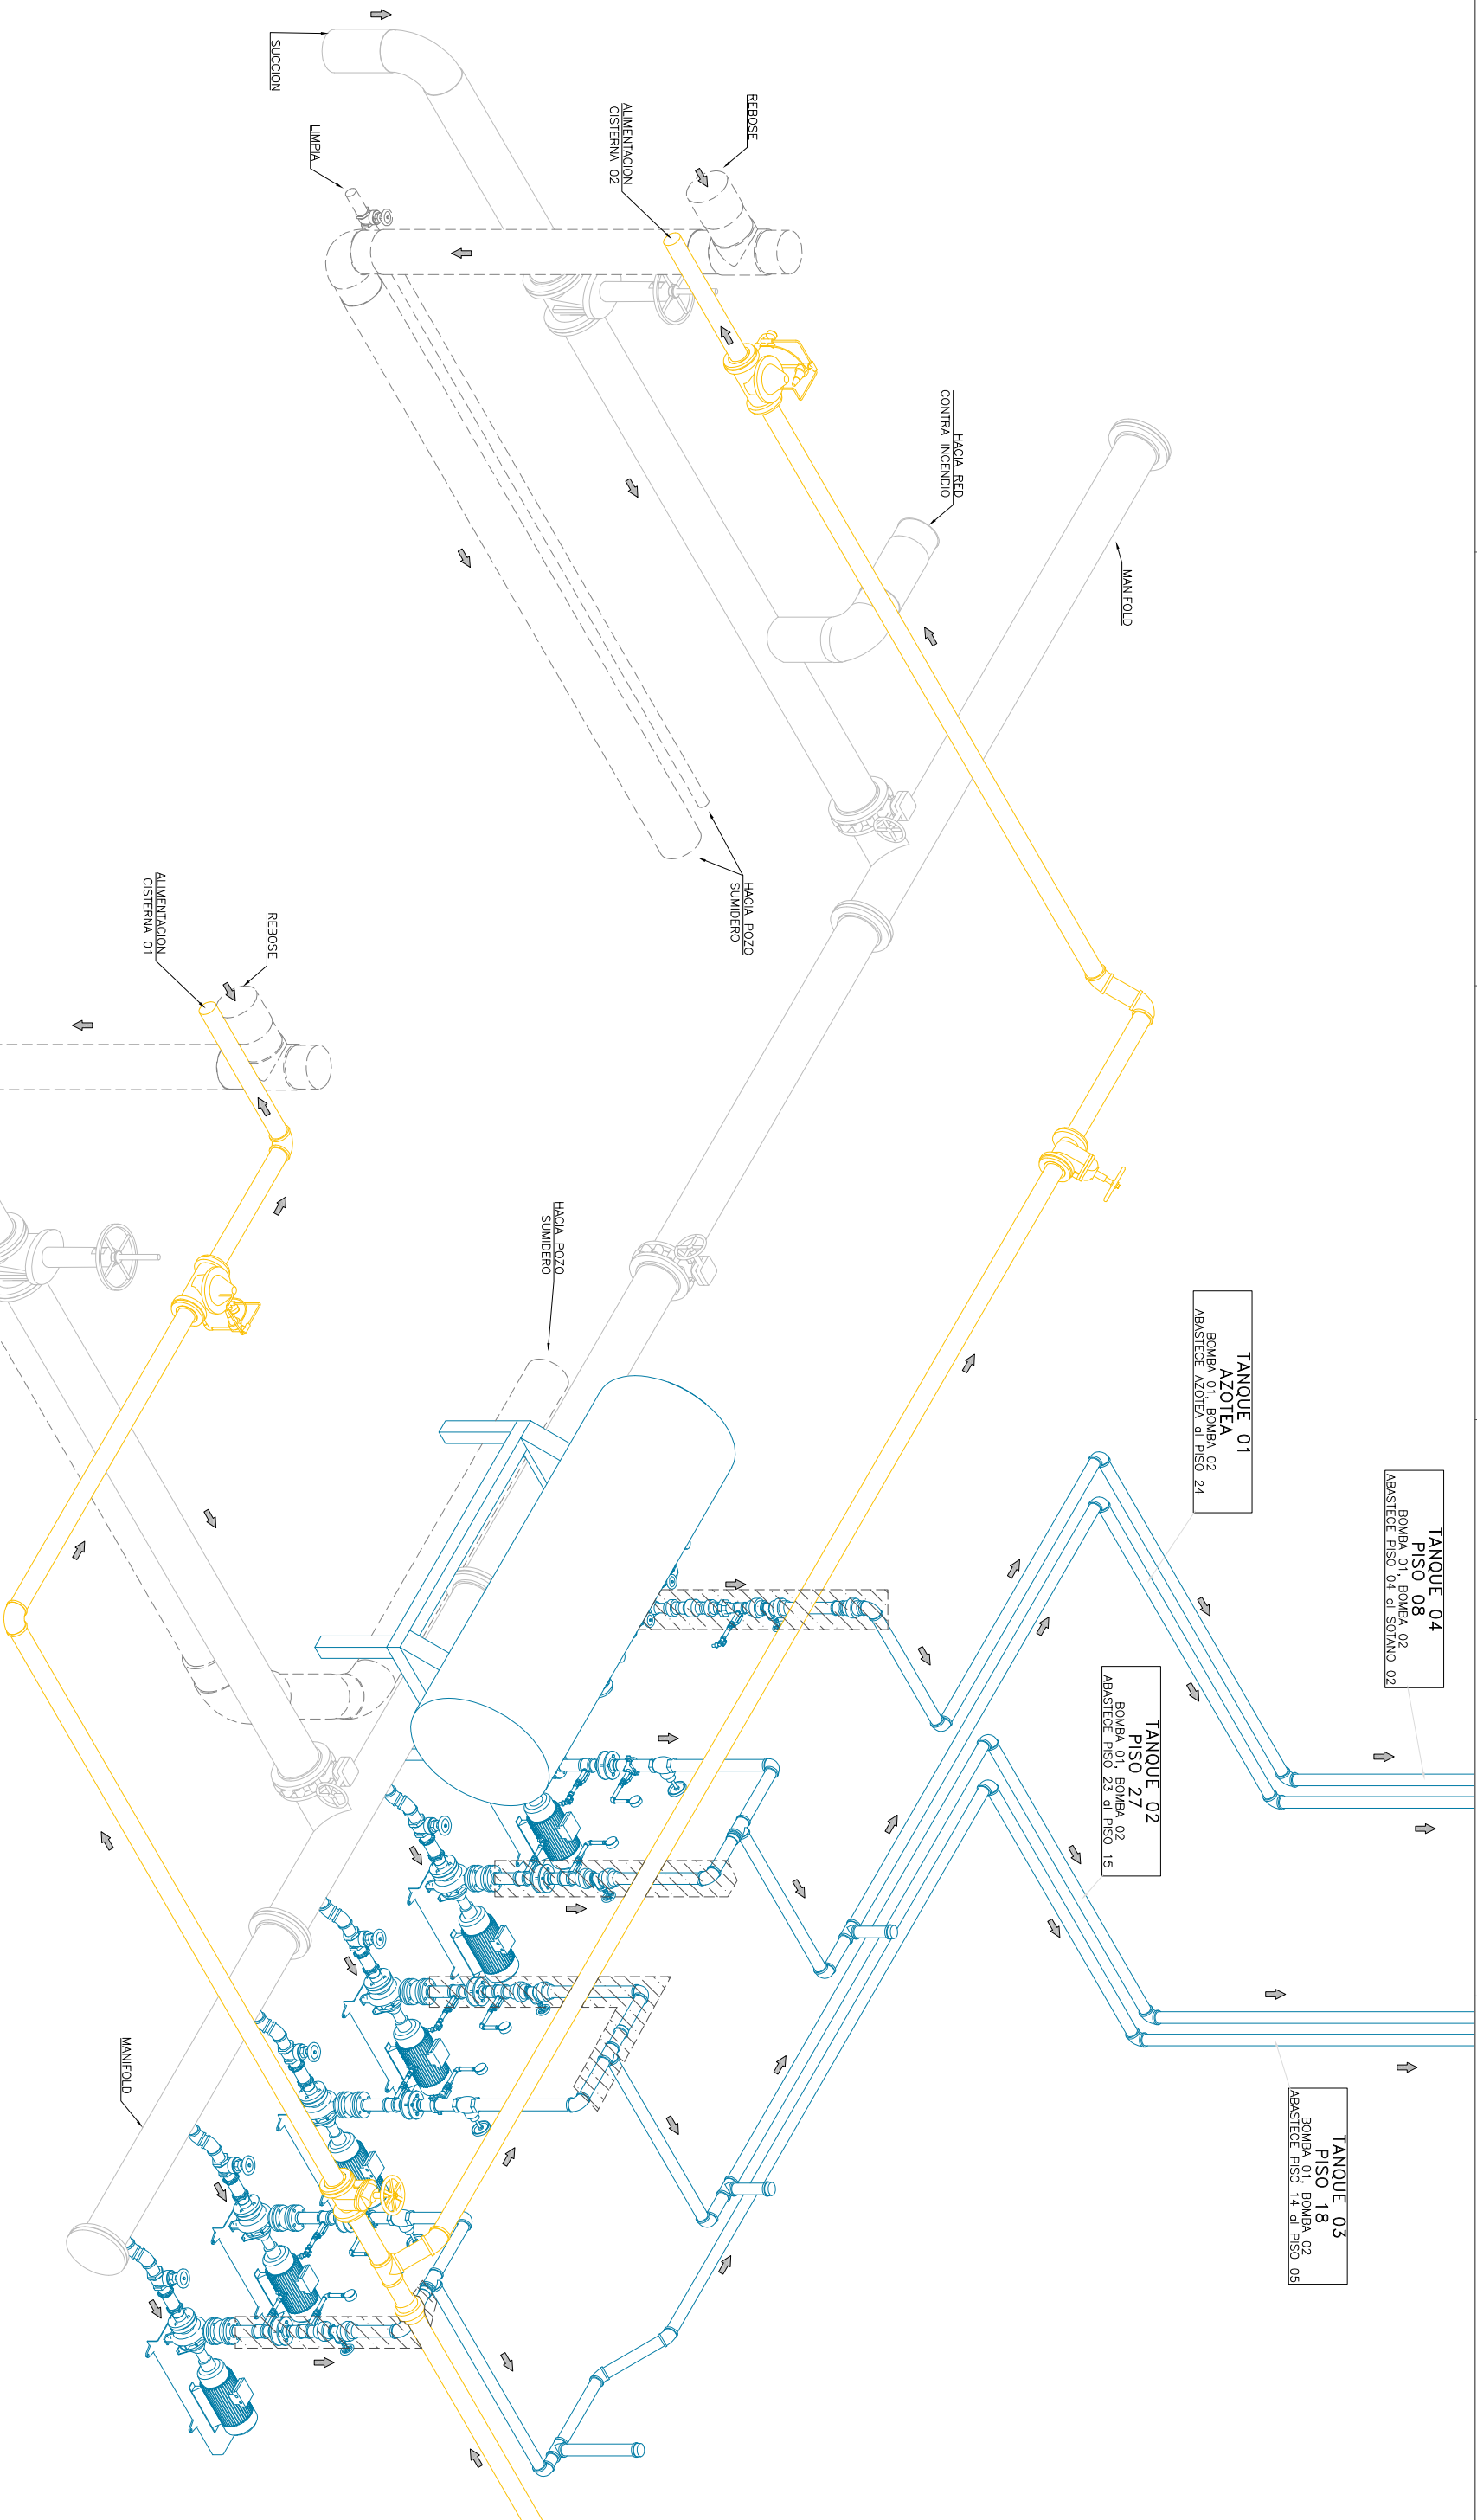 SUCCION
LIMPIA
REBOSE
ALIMENTACION
CISTERNA 02
HACIA RED
CONTRA INCENDIO
MANIFOLD
HACIA POZO
SUMIDERO
REBOSE
ALIMENTACION
CISTERNA 01
HACIA POZO
SUMIDERO
TANQUE 01
AZOTEA
BOMBA 01, BOMBA 02
ABASTECE AZOTEA al PISO 24
TANQUE 04
PISO 08
BOMBA 01, BOMBA 02
ABASTECE PISO 04 al SOTANO 02
TANQUE 02
PISO 27
BOMBA 01, BOMBA 02
ABASTECE PISO 23 al PISO 15
TANQUE 03
PISO 18
BOMBA 01, BOMBA 02
ABASTECE PISO 14 al PISO 05
MANIFOLD